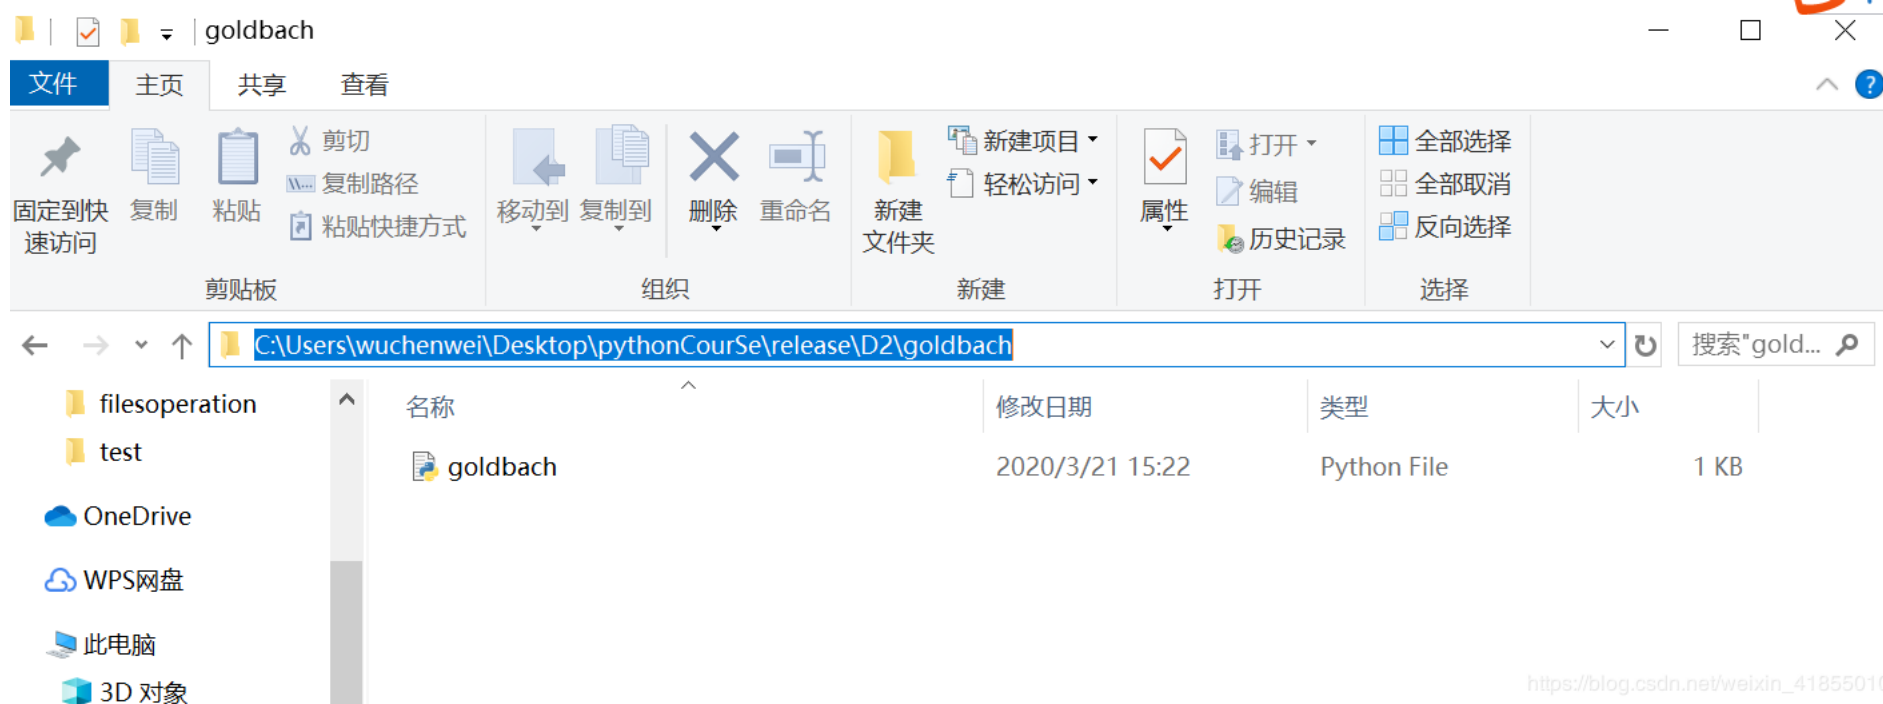 goldbach
文件 主页 共享 查看
固定到快速访问
复制
粘贴
剪切
复制路径
粘贴快捷方式
剪贴板
移动到
复制到
删除
重命名
组织
新建文件夹
新建项目
轻松访问
新建
属性
打开
编辑
历史记录
打开
全部选择
全部取消
反向选择
选择
C:\Users\wuchenwei\Desktop\pythonCourSe\release\D2\goldbach
搜索"gold...
filesoperation
test
OneDrive
WPS网盘
此电脑
3D 对象
名称 修改日期 类型 大小
goldbach 2020/3/21 15:22 Python File 1 KB
https://blog.csdn.net/weixin_4185501